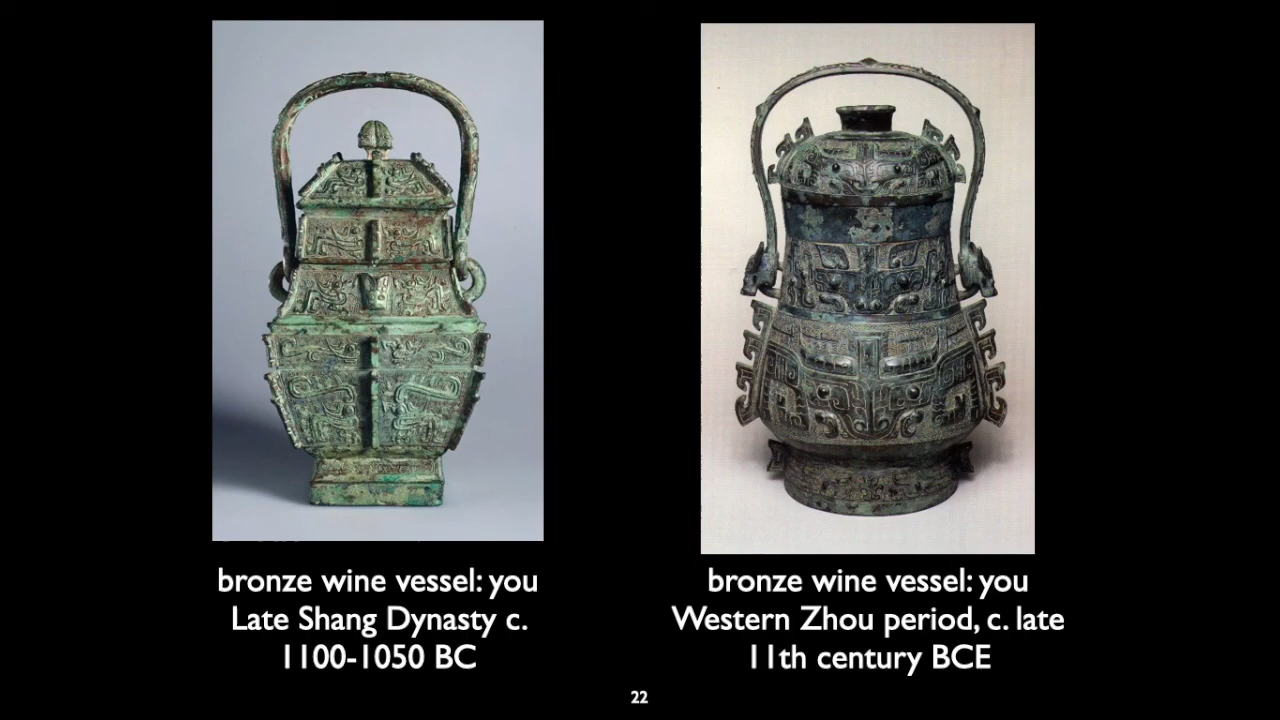 bronze wine vessel: you
Late Shang Dynasty c.
1100-1050 BC
bronze wine vessel: you
Western Zhou period, c. late
11th century BCE
22